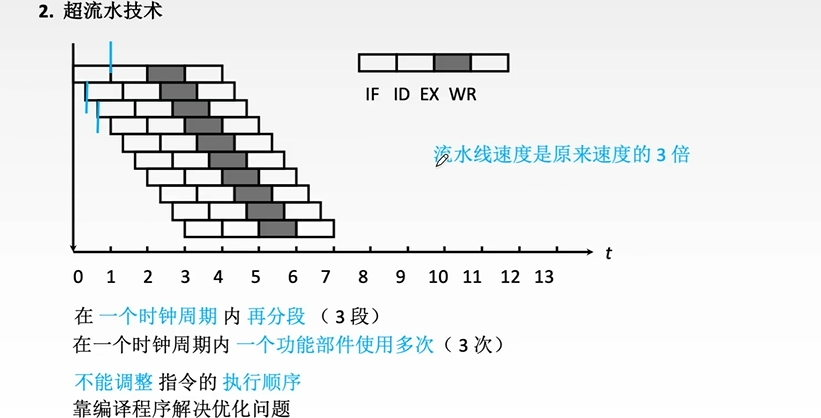 2. 超流水技术
IF ID EX WR
流水线速度是原来速度的 3 倍
t
0 1 2 3 4 5 6 7 8 9 10 11 12 13
在 一个时钟周期 内 再分段 （ 3 段）
在一个时钟周期内 一个功能部件使用多次（ 3 次）
不能调整 指令的 执行顺序
靠编译程序解决优化问题